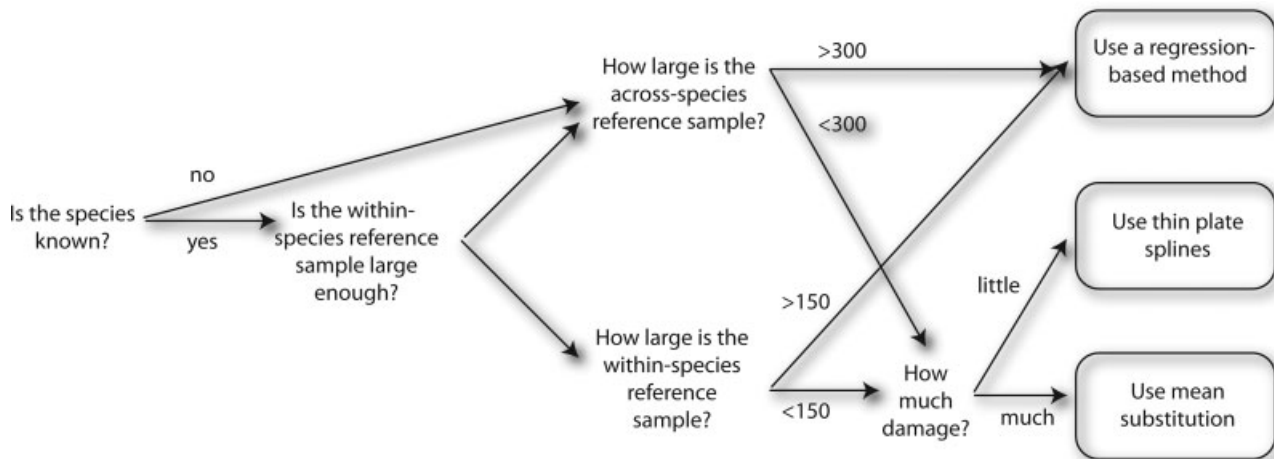 Is the species
known?
no
yes
Is the within-
species reference
sample large
enough?
How large is the
across-species
reference sample?
>300
<300
How large is the
within-species
reference
sample?
>150
<150
How
much
damage?
little
much
Use a regression-
based method
Use thin plate
splines
Use mean
substitution